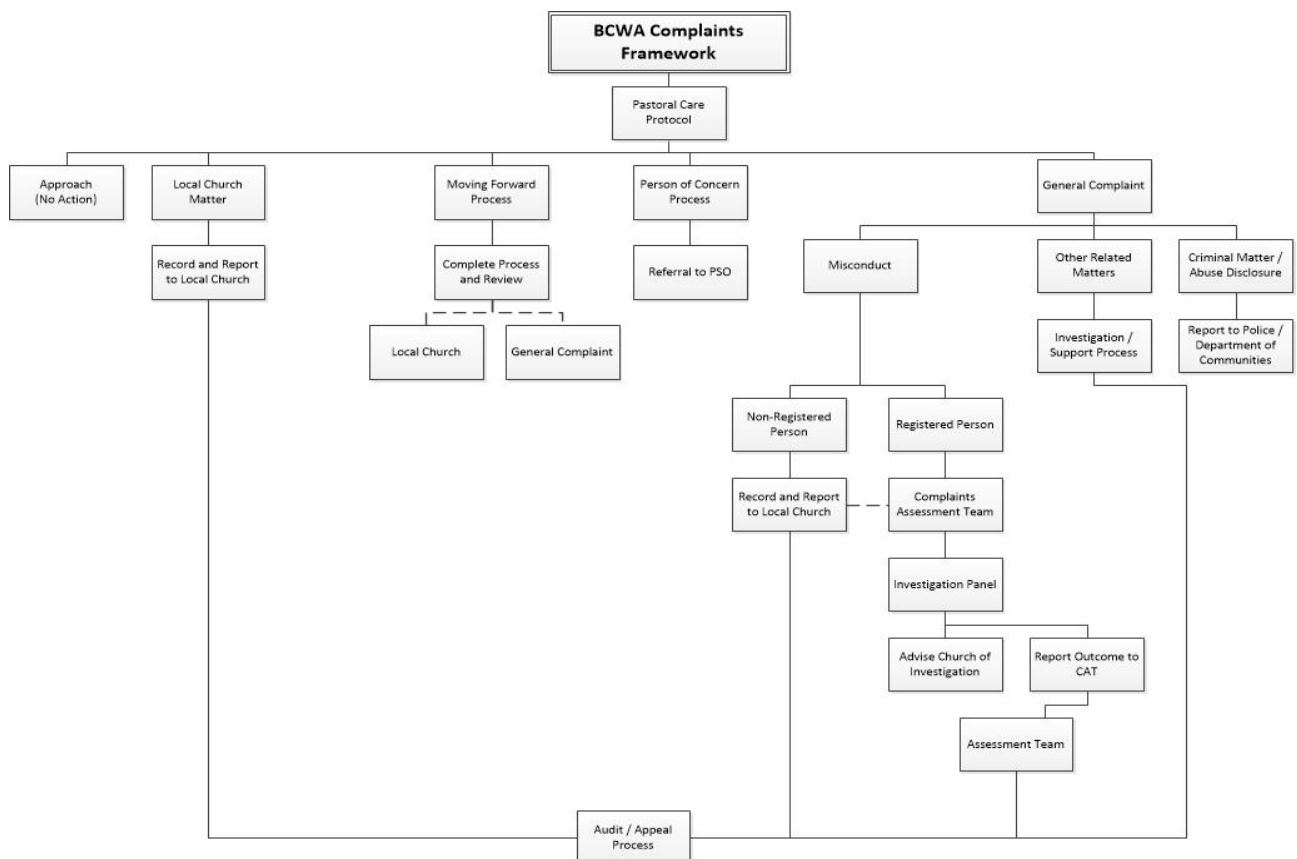 BCWA Complaints
Framework
Pastoral Care
Protocol
Approach
(No Action)
Local Church
Matter
Moving Forward
Process
Person of Concern
Process
General Complaint
Record and Report
to Local Church
Complete Process
and Review
Referral to PSO
Misconduct
Other Related
Matters
Criminal Matter /
Abuse Disclosure
Local Church
General Complaint
Investigation /
Support Process
Report to Police /
Department of
Communities
Non-Registered
Person
Registered Person
Record and Report
to Local Church
Complaints
Assessment Team
Investigation Panel
Advise Church of
Investigation
Report Outcome to
CAT
Assessment Team
Audit / Appeal
Process